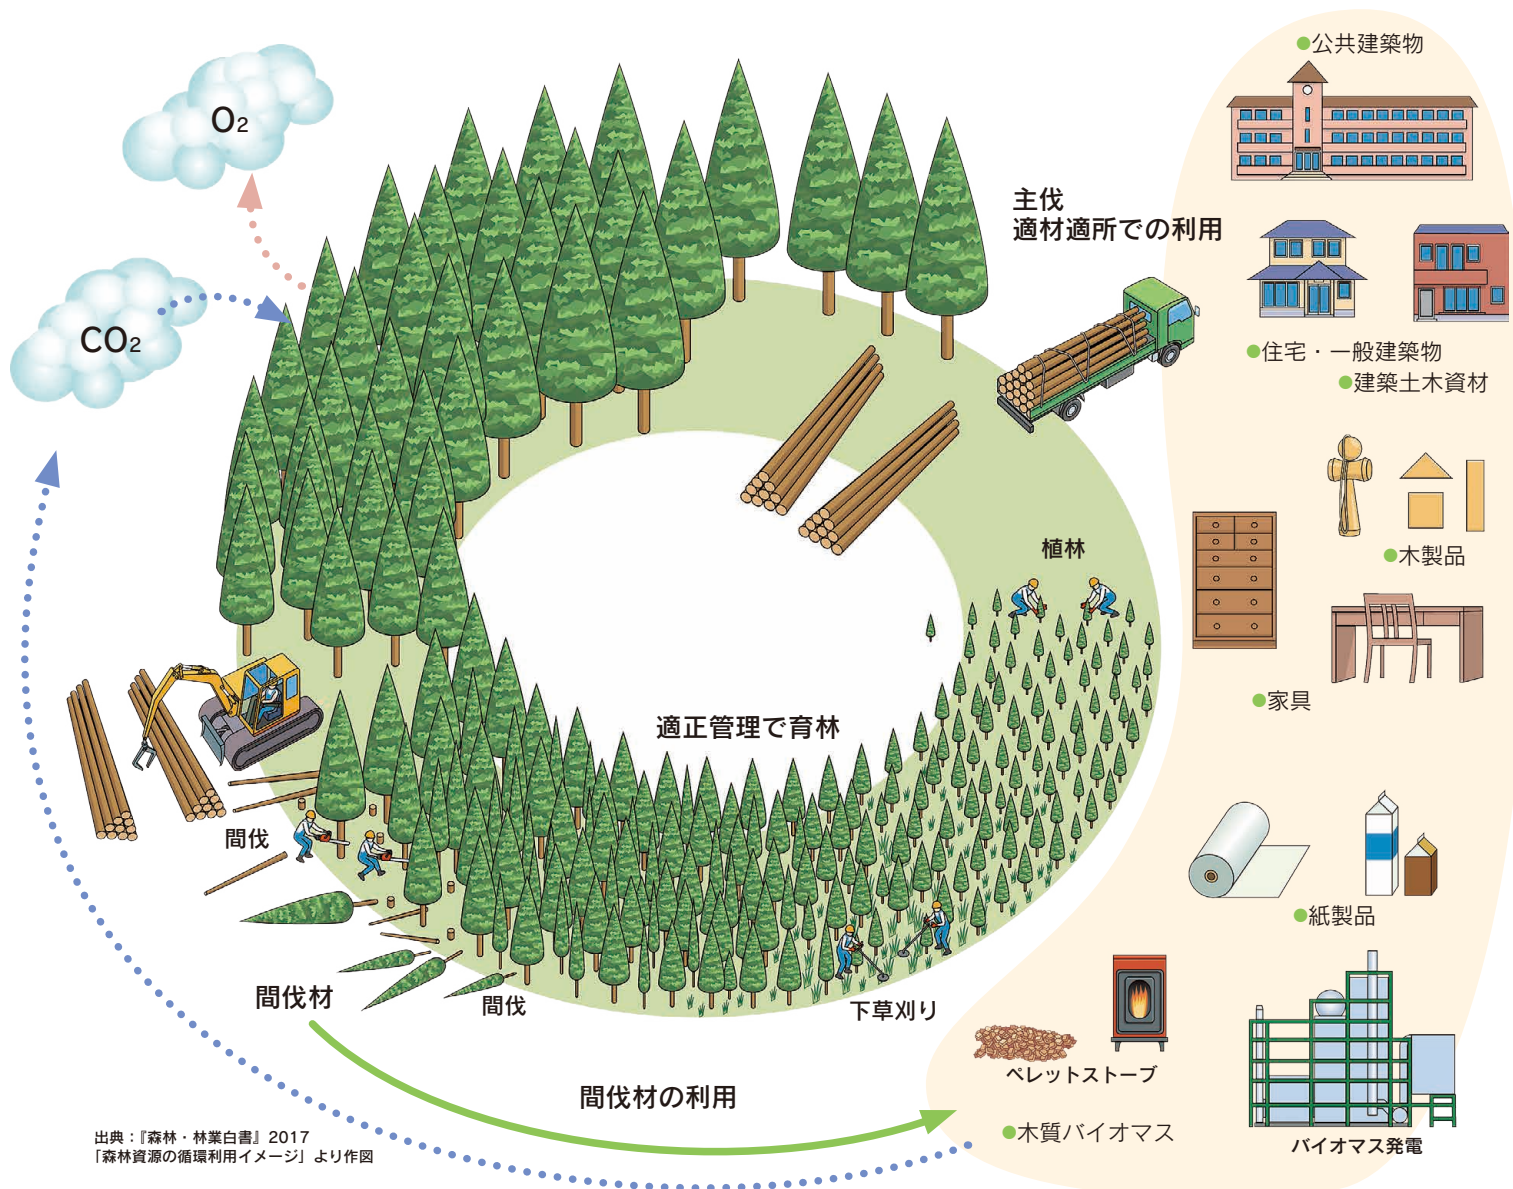 ●公共建築物
O2
主伐
適材適所での利用
CO2
●住宅・一般建築物
●建築土木資材
植林
●木製品
●家具
適正管理で育林
間伐
●紙製品
間伐材
間伐
下草刈り
ペレットストーブ
間伐材の利用
●木質バイオマス
バイオマス発電
出典：『森林・林業白書』2017
「森林資源の循環利用イメージ」より作図